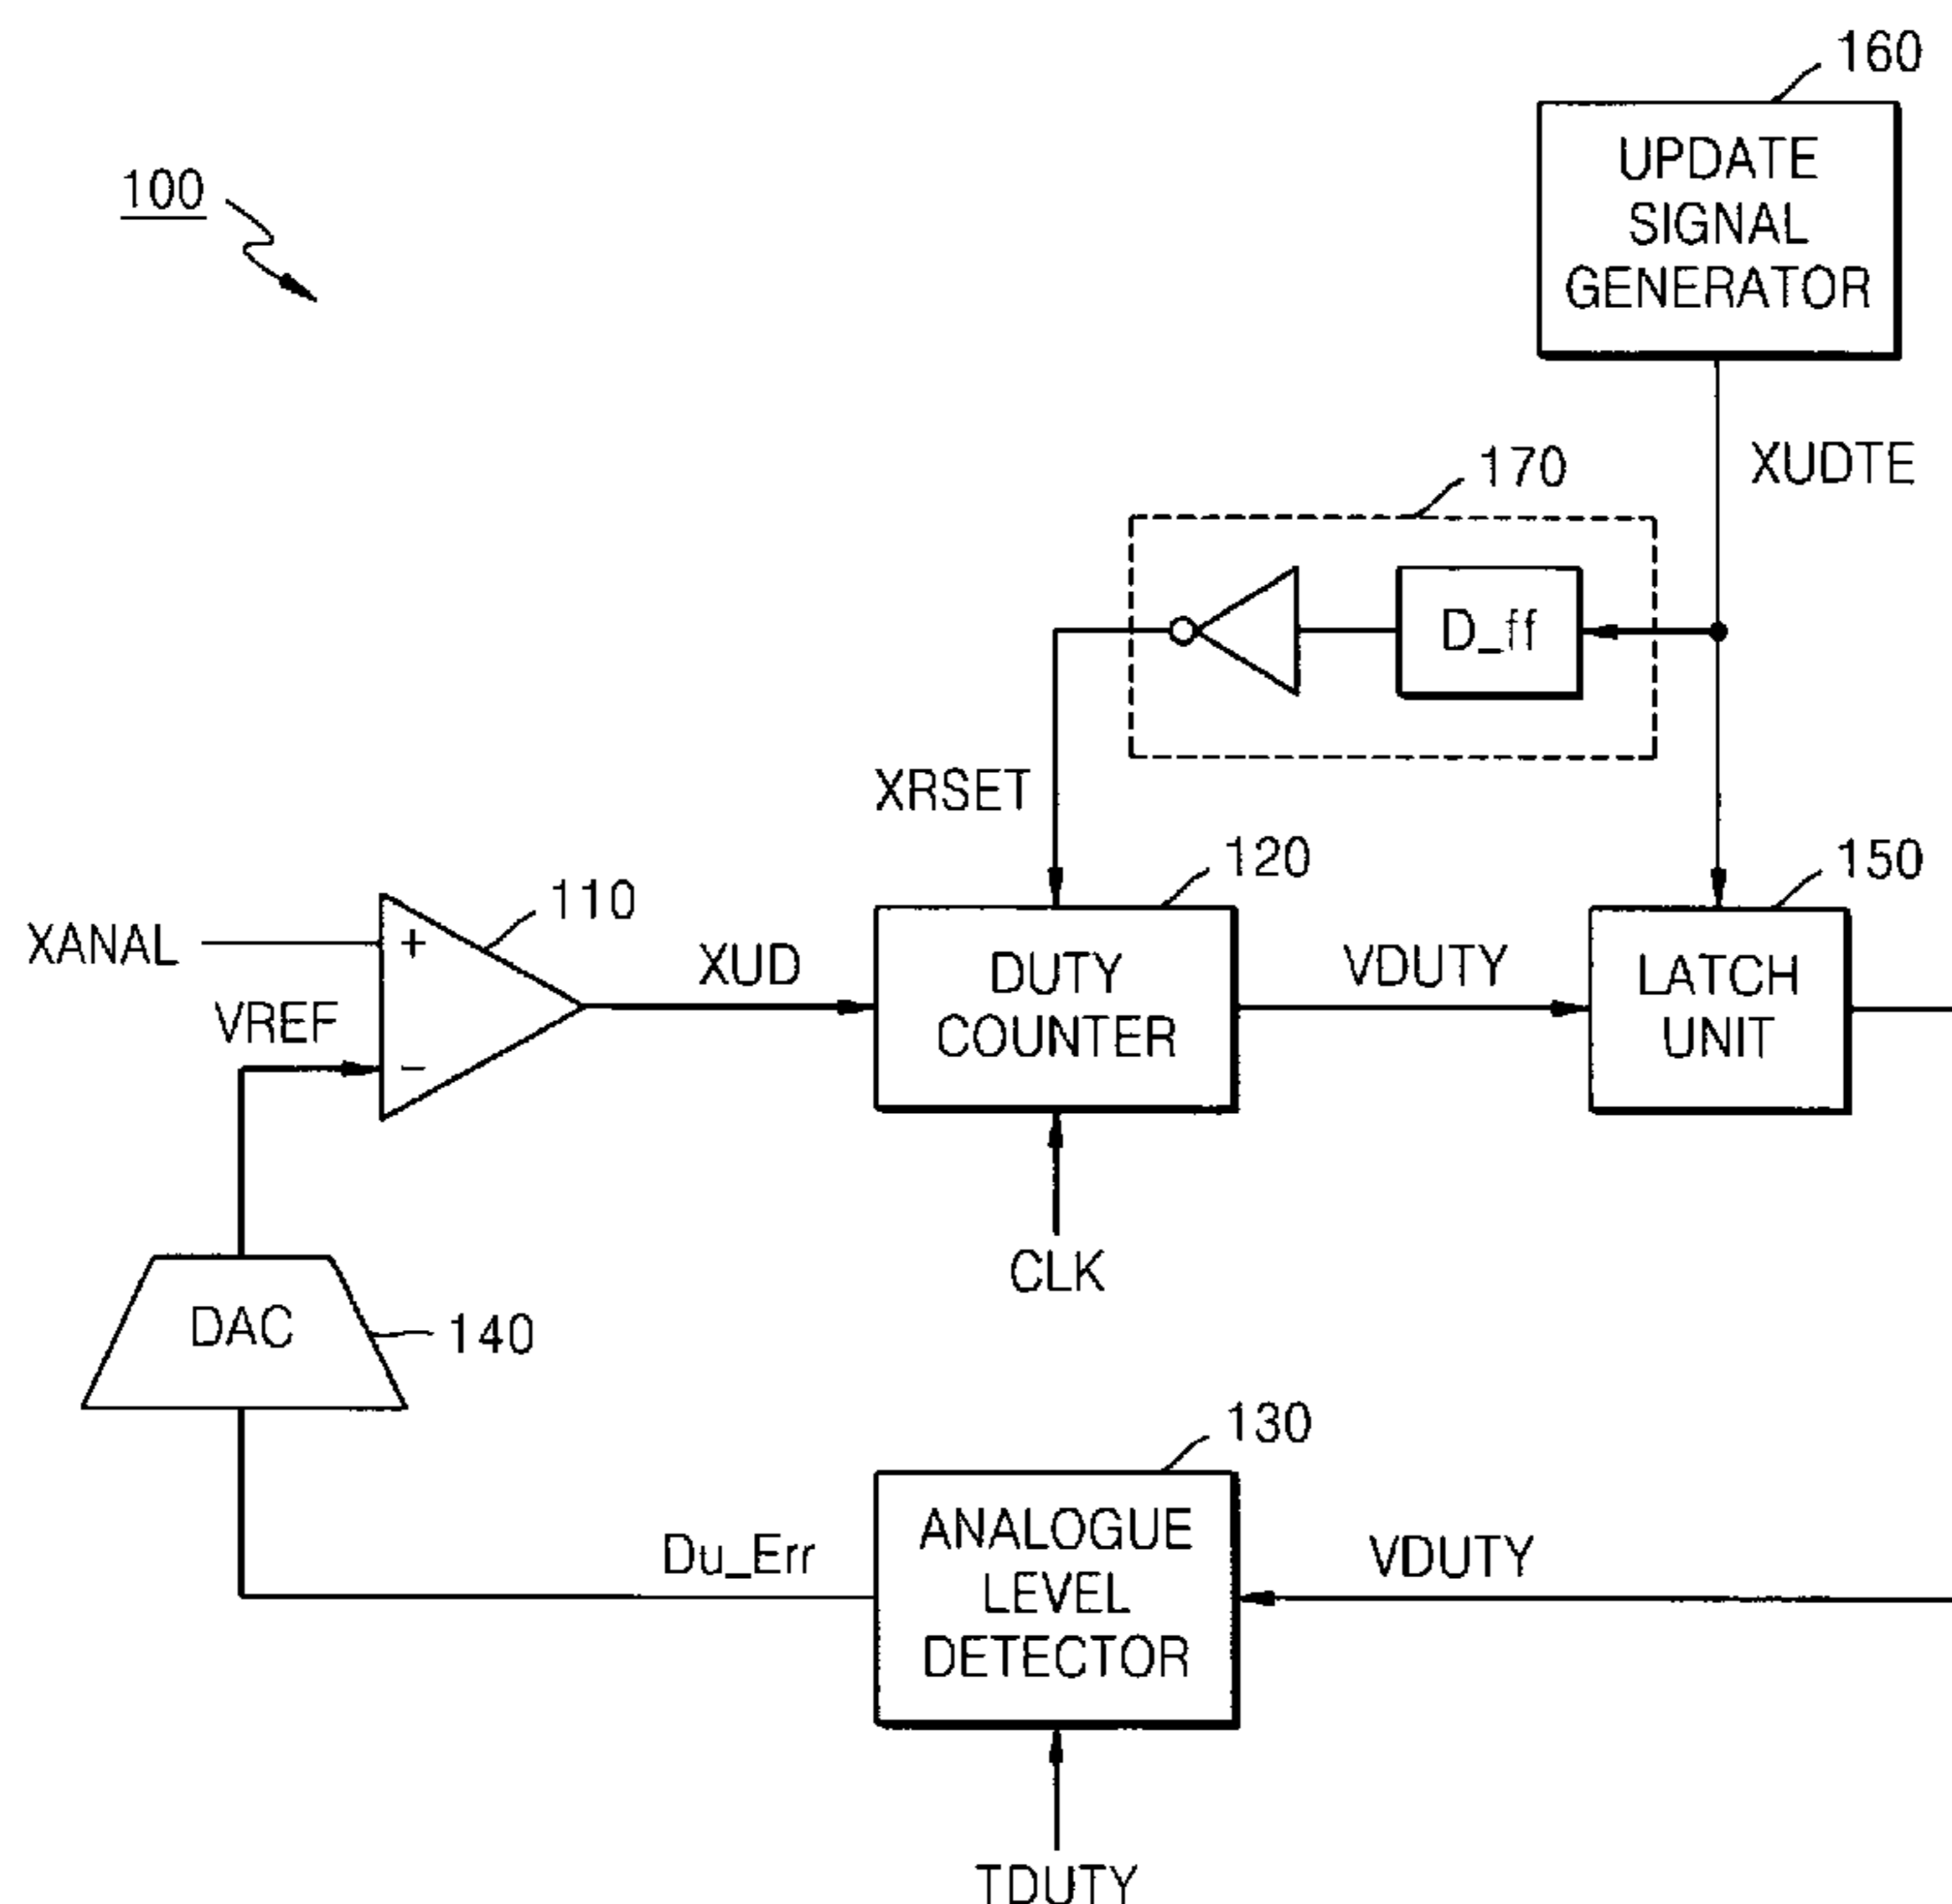 160
UPDATE
SIGNAL
GENERATOR
100
XUDTE
170
D_ff
XRSET
120
150
110
XANAL
+
XUD
DUTY
COUNTER
VDUTY
LATCH
UNIT
VREF
−
CLK
DAC
140
130
Du_Err
ANALOGUE
LEVEL
DETECTOR
VDUTY
TDUTY